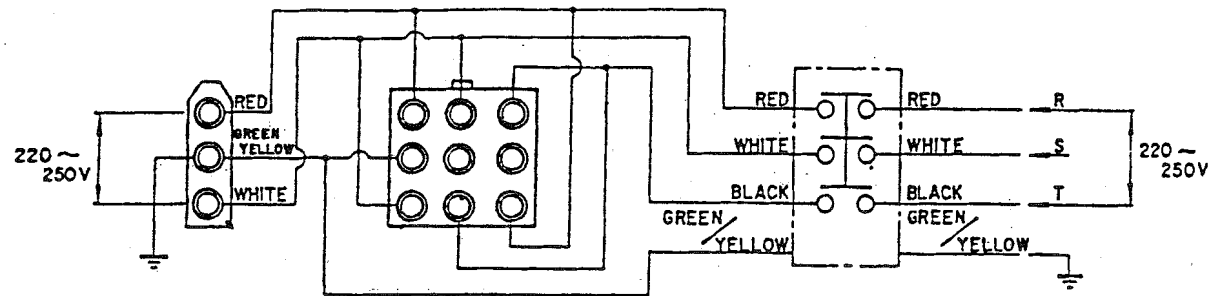 RED
GREEN
YELLOW
WHITE
220 ~
250V
RED
WHITE
BLACK
GREEN
YELLOW
RED
WHITE
BLACK
GREEN
YELLOW
R
S
T
220 ~
250V